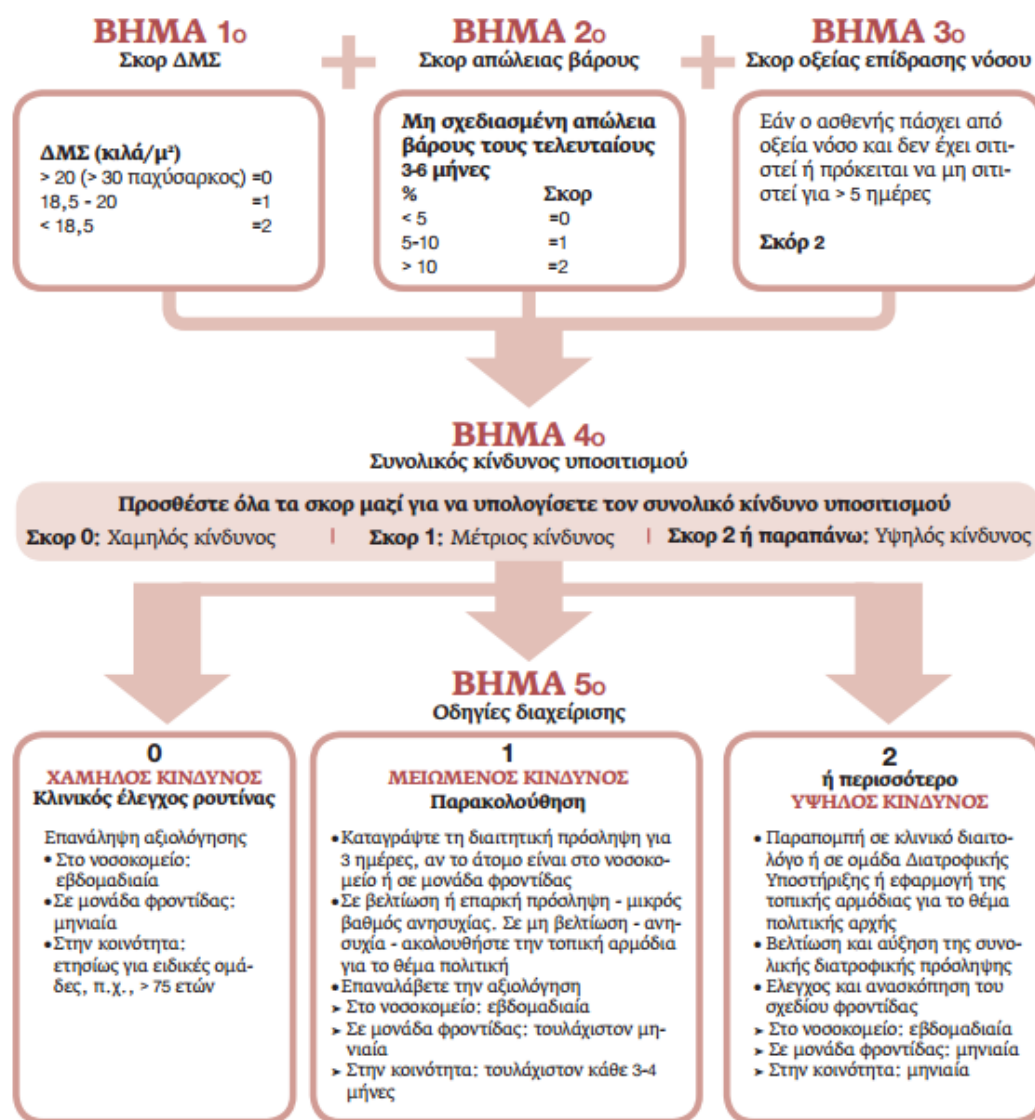 ΒΗΜΑ 1ο
Σκορ ΔΜΣ
ΔΜΣ (κιλά/μ²)
> 20 (> 30 παχύσαρκος) =0
18,5 - 20 =1
< 18,5 =2
+
ΒΗΜΑ 2ο
Σκορ απώλειας βάρους
Μη σχεδιασμένη απώλεια
βάρους τους τελευταίους
3-6 μήνες
% Σκορ
< 5 =0
5-10 =1
> 10 =2
+
ΒΗΜΑ 3ο
Σκορ οξείας επίδρασης νόσου
Εάν ο ασθενής πάσχει από
οξεία νόσο και δεν έχει σιτι-
στεί ή πρόκειται να μη σιτι-
στεί για > 5 ημέρες
Σκόρ 2
ΒΗΜΑ 4ο
Συνολικός κίνδυνος υποσιτισμού
Προσθέστε όλα τα σκορ μαζί για να υπολογίσετε τον συνολικό κίνδυνο υποσιτισμού
Σκορ 0: Χαμηλός κίνδυνος | Σκορ 1: Μέτριος κίνδυνος | Σκορ 2 ή παραπάνω: Υψηλός κίνδυνος
ΒΗΜΑ 5ο
Οδηγίες διαχείρισης
0
ΧΑΜΗΛΟΣ ΚΙΝΔΥΝΟΣ
Κλινικός έλεγχος ρουτίνας
Επανάληψη αξιολόγησης
• Στο νοσοκομείο:
εβδομαδιαία
• Σε μονάδα φροντίδας:
μηνιαία
• Στην κοινότητα:
ετησίως για ειδικές ομά-
δες, π.χ., > 75 ετών
1
ΜΕΙΩΜΕΝΟΣ ΚΙΝΔΥΝΟΣ
Παρακολούθηση
• Καταγράψτε τη διαιτητική πρόσληψη για
3 ημέρες, αν το άτομο είναι στο νοσοκο-
μείο ή σε μονάδα φροντίδας
• Σε βελτίωση ή επαρκή πρόσληψη - μικρός
βαθμός ανησυχίας. Σε μη βελτίωση - ανη-
συχία - ακολουθήστε την τοπική αρμόδια
για το θέμα πολιτική
• Επαναλάβετε την αξιολόγηση
➤ Στο νοσοκομείο: εβδομαδιαία
➤ Σε μονάδα φροντίδας: τουλάχιστον μη-
νιαία
➤ Στην κοινότητα: τουλάχιστον κάθε 3-4
μήνες
2
ή περισσότερο
ΥΨΗΛΟΣ ΚΙΝΔΥΝΟΣ
• Παραπομπή σε κλινικό διαιτο-
λόγο ή σε ομάδα Διατροφικής
Υποστήριξης ή εφαρμογή της
τοπικής αρμόδιας για το θέμα
πολιτικής αρχής
• Βελτίωση και αύξηση της συνο-
λικής διατροφικής πρόσληψης
• Ελεγχος και ανασκόπηση του
σχεδίου φροντίδας
➤ Στο νοσοκομείο: εβδομαδιαία
➤ Σε μονάδα φροντίδας: μηνιαία
➤ Στην κοινότητα: μηνιαία